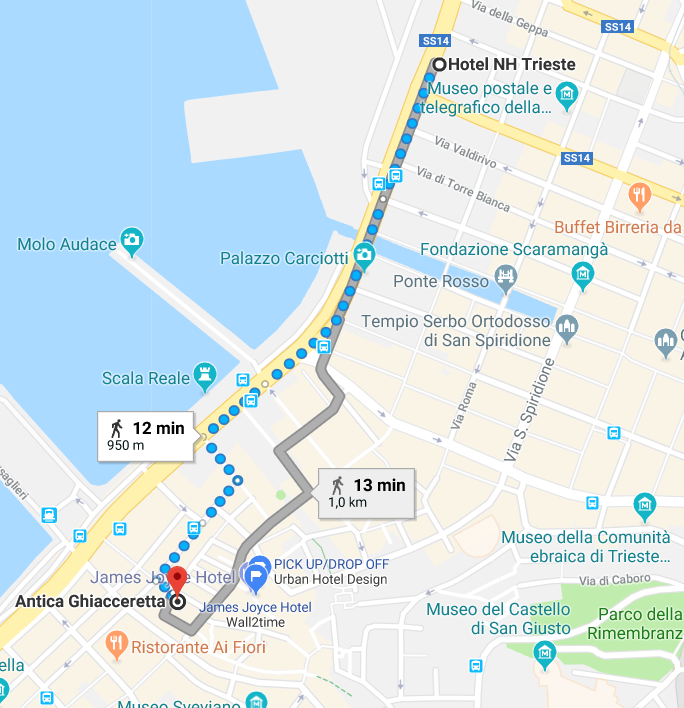 Via della Geppa
SS14
Hotel NH Trieste
Museo postale e
telegrafico della...
Via Valdirivo
SS14
Via di Torre Bianca
Buffet Birreria da
Molo Audace
Palazzo Carciotti
Fondazione Scaramangà
Ponte Rosso
Tempio Serbo Ortodosso
di San Spiridione
Scala Reale
Via Roma
Via S. Spiridione
12 min
950 m
13 min
1,0 km
Museo della Comunità
ebraica di Trieste...
PICK UP/DROP OFF
Urban Hotel Design
James Joyce Hotel
James Joyce Hotel
Wall2time
Via di Caboro
Antica Ghiacceretta
Museo del Castello
di San Giusto
Parco della
Rimembranz
Ristorante Ai Fiori
Museo Sveviano